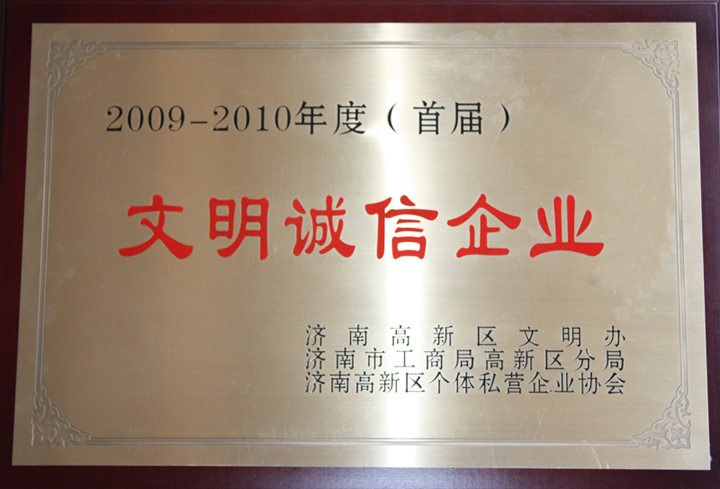 2009-2010年度（首届）
文明诚信企业
济南高新区文明办
济南市工商局高新区分局
济南高新区个体私营企业协会